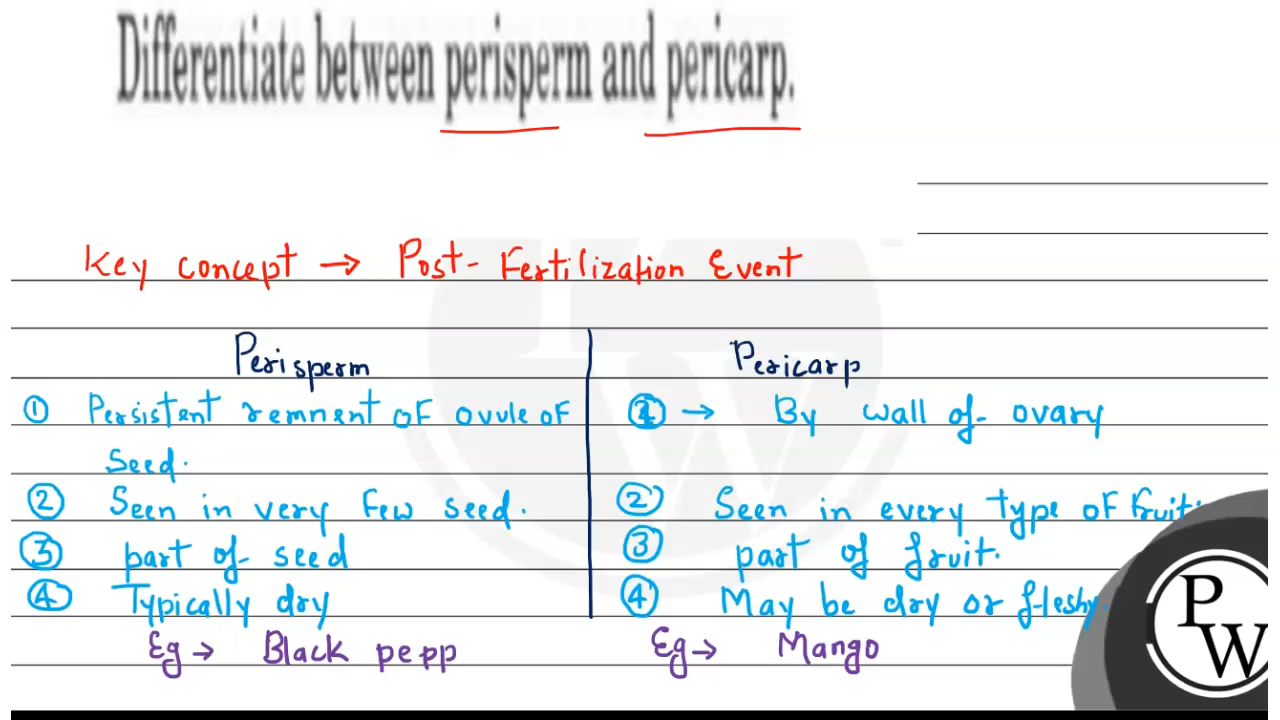 Differentiate between perisperm and pericarp.
Key concept → Post-Fertilization Event
Perisperm
Pericarp
① Persistent remnent of ovule of
seed.
① → By wall of ovary
② Seen in very few seed.
② Seen in every type of fruit
③ part of seed
③ part of fruit.
④ Typically dry
④ May be dry or fleshy.
Eg → Black pepp
Eg → Mango
PW